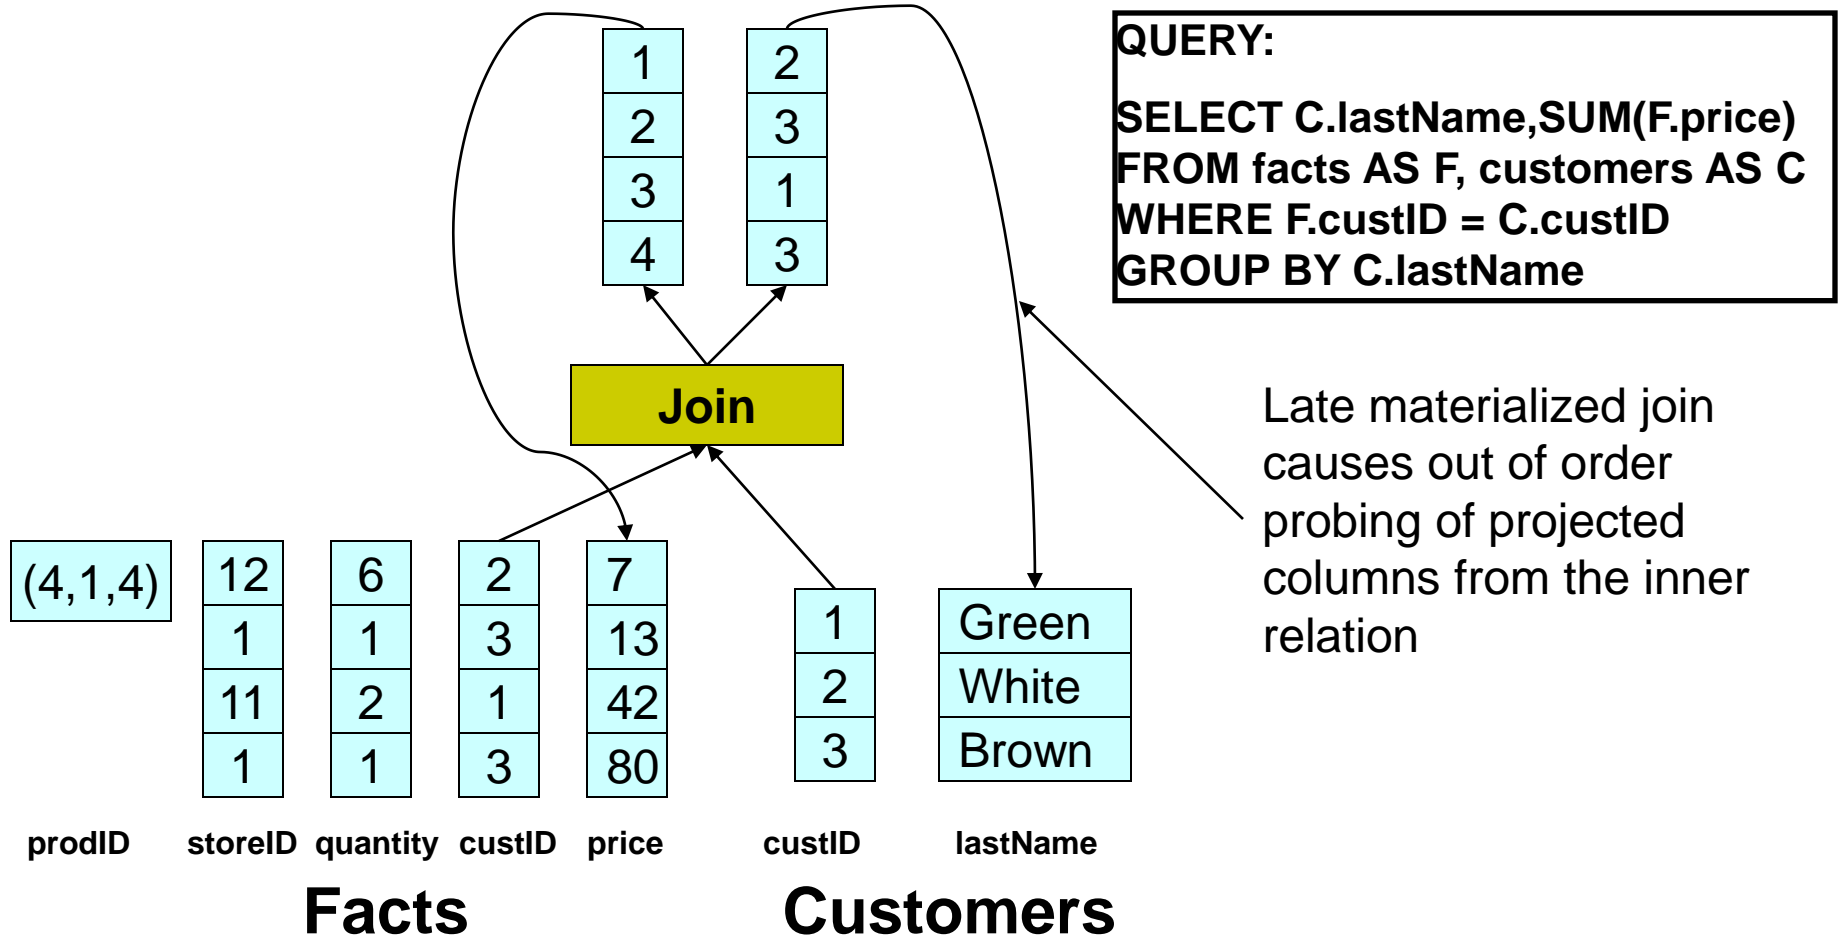 1
2
3
4
2
3
1
3
QUERY:
SELECT C.lastName,SUM(F.price)
FROM facts AS F, customers AS C
WHERE F.custID = C.custID
GROUP BY C.lastName
Join
Late materialized join
causes out of order
probing of projected
columns from the inner
relation
(4,1,4)
12
1
11
1
6
1
2
1
2
3
1
3
7
13
42
80
1
2
3
Green
White
Brown
prodID
storeID
quantity
custID
price
custID
lastName
Facts
Customers